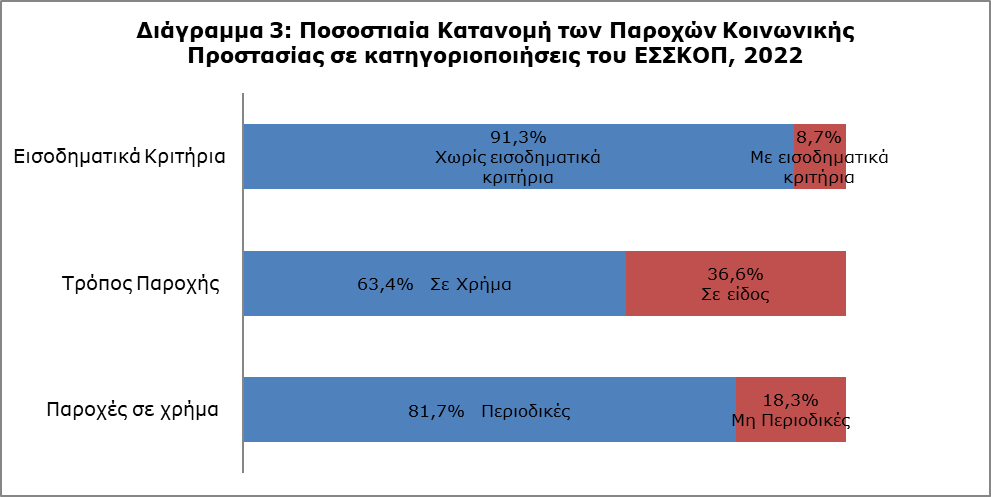 Διάγραμμα 3: Ποσοστιαία Κατανομή των Παροχών Κοινωνικής
Προστασίας σε κατηγοριοποιήσεις του ΕΣΣΚΟΠ, 2022
Εισοδηματικά Κριτήρια
91,3%
Χωρίς εισοδηματικά
κριτήρια
8,7%
Με εισοδηματικά
κριτήρια
Τρόπος Παροχής
63,4% Σε Χρήμα
36,6%
Σε είδος
Παροχές σε χρήμα
81,7% Περιοδικές
18,3%
Μη Περιοδικές